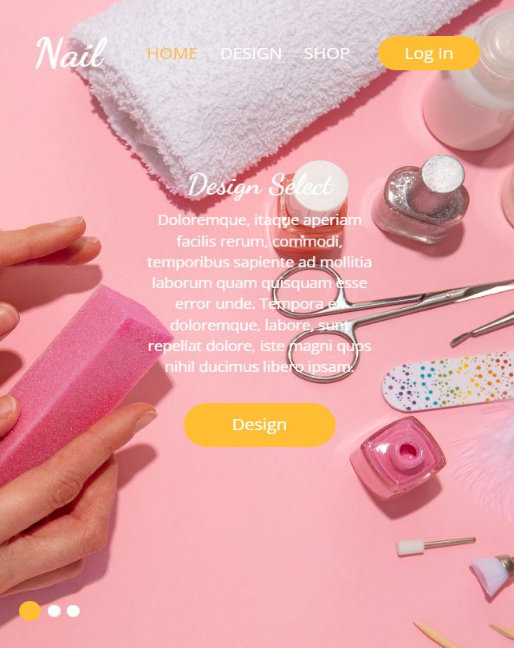 Nail
HOME DESIGN SHOP Log In
Design Select
Doloremque, itaque aperiam
facilis rerum, commodi,
temporibus sapiente ad mollitia
laborum quam quisquam esse
error unde. Tempora ex
doloremque, labore, sunt
repellat dolore, iste magni quos
nihil ducimus libero ipsam.
Design